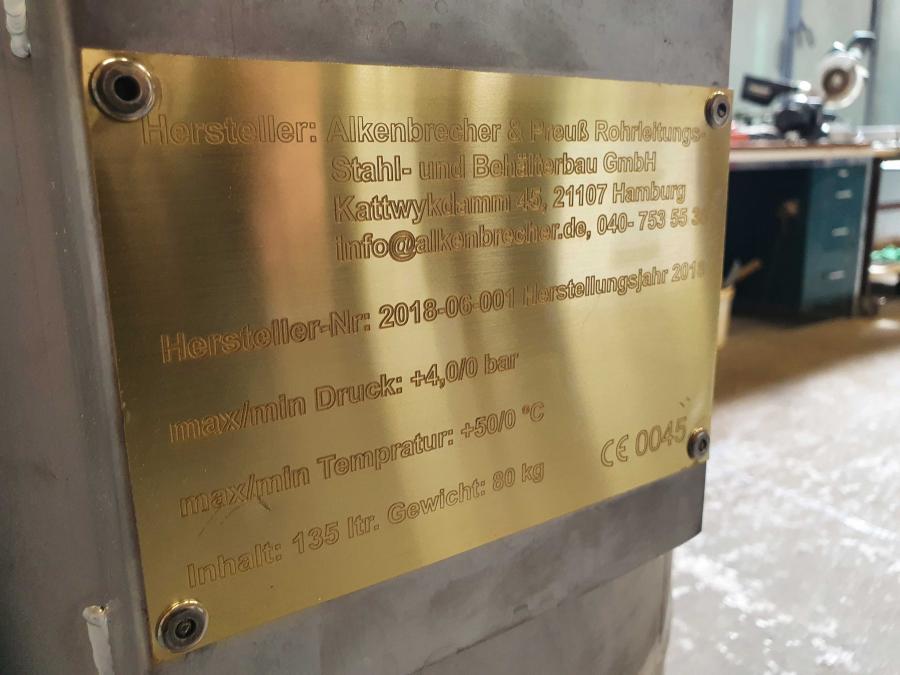 Hersteller: Alkenbrecher & Preuß Rohrleitungs-
Stahl- und Behälterbau GmbH
Kattwykdamm 45, 21107 Hamburg
info@alkenbrecher.de, 040- 753 55
Hersteller-Nr: 2018-06-001 Herstellungsjahr 2018
max/min Druck: +4,0/0 bar
max/min Tempratur: +50/0 °C
Inhalt: 135 ltr. Gewicht: 80 kg
CE 0045